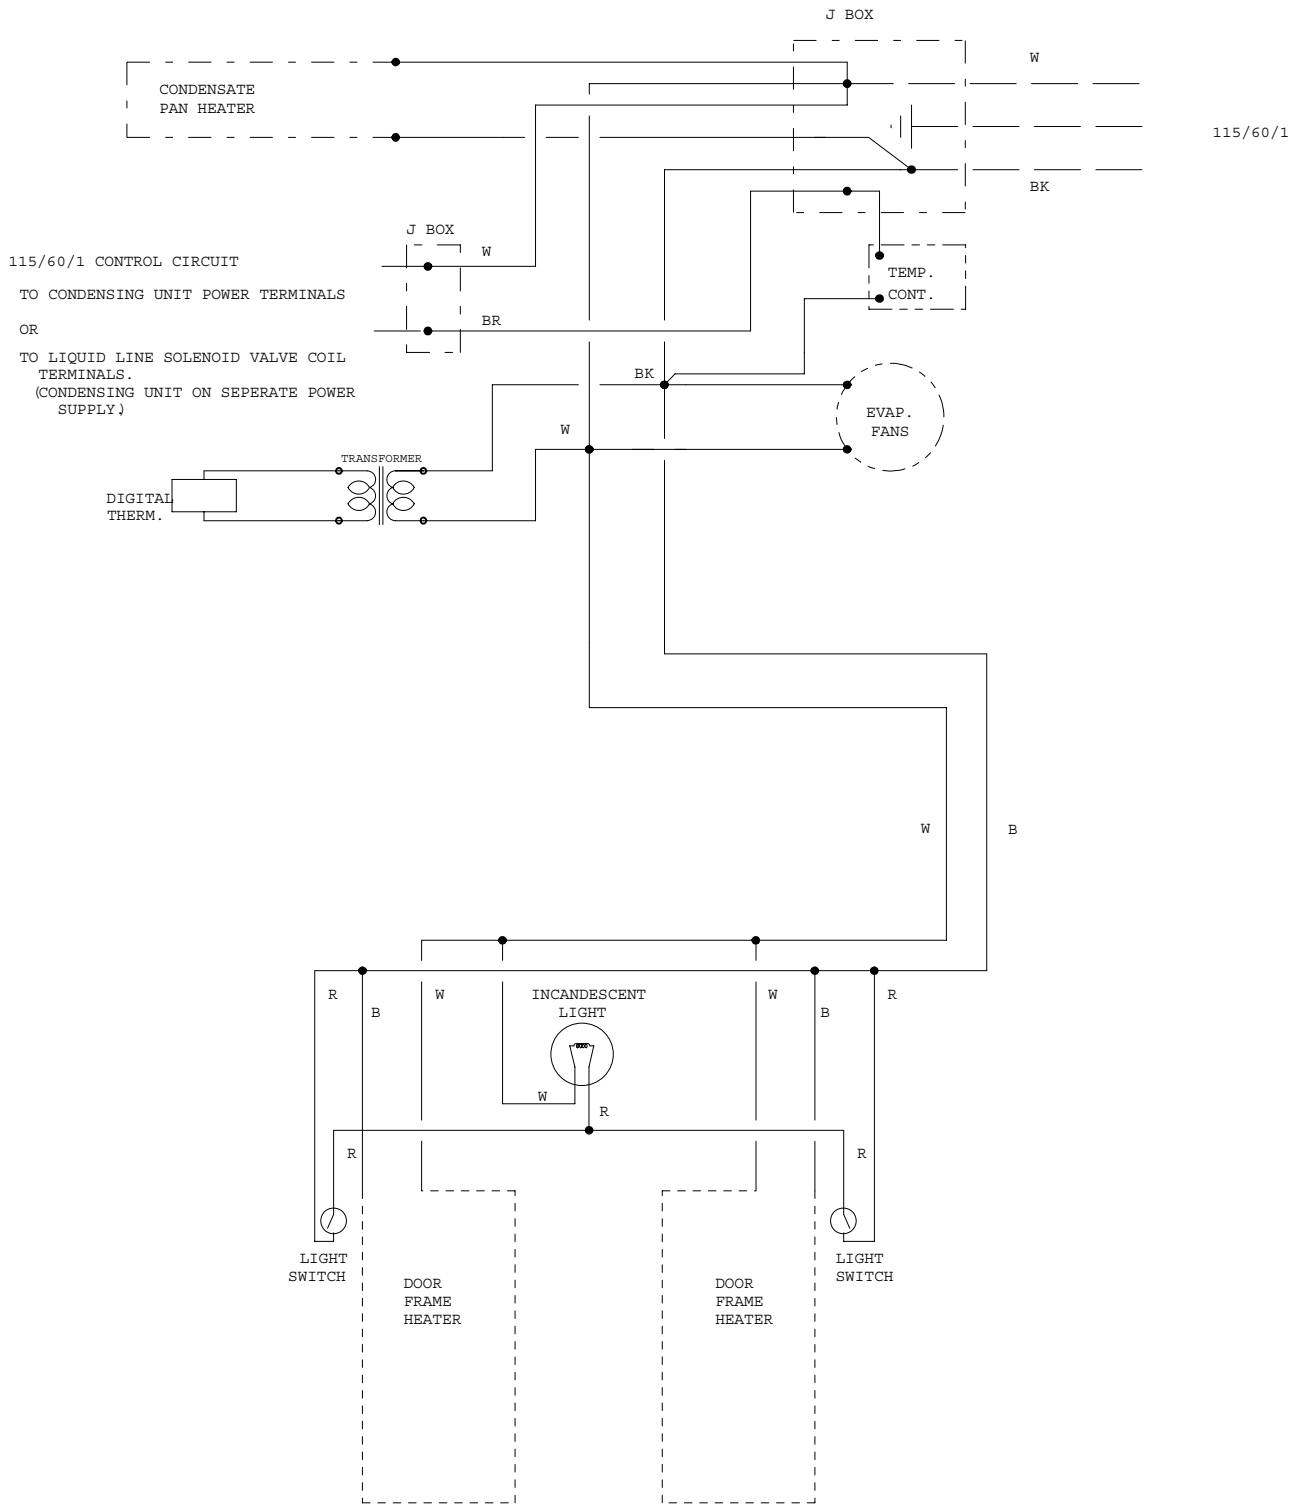 J BOX
W
CONDENSATE
PAN HEATER
115/60/1
BK
J BOX
W
115/60/1 CONTROL CIRCUIT
TEMP.
CONT.
TO CONDENSING UNIT POWER TERMINALS
BR
OR
TO LIQUID LINE SOLENOID VALVE COIL
TERMINALS.
(CONDENSING UNIT ON SEPERATE POWER
SUPPLY.)
BK
EVAP.
FANS
W
TRANSFORMER
DIGITAL
THERM.
W
B
R
W
INCANDESCENT
W
R
B
LIGHT
B
W
R
R
R
LIGHT
SWITCH
LIGHT
SWITCH
DOOR
FRAME
HEATER
DOOR
FRAME
HEATER